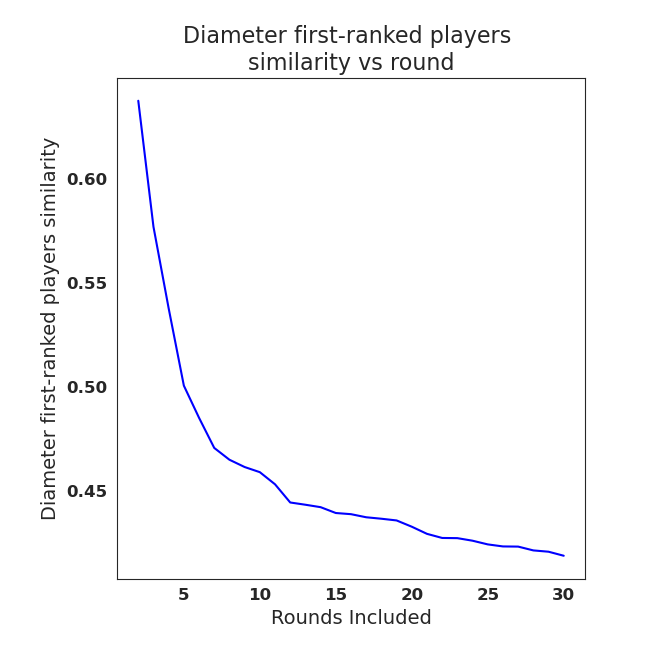 Diameter first-ranked players
similarity vs round
Diameter first-ranked players similarity
0.60
0.55
0.50
0.45
5 10 15 20 25 30
Rounds Included